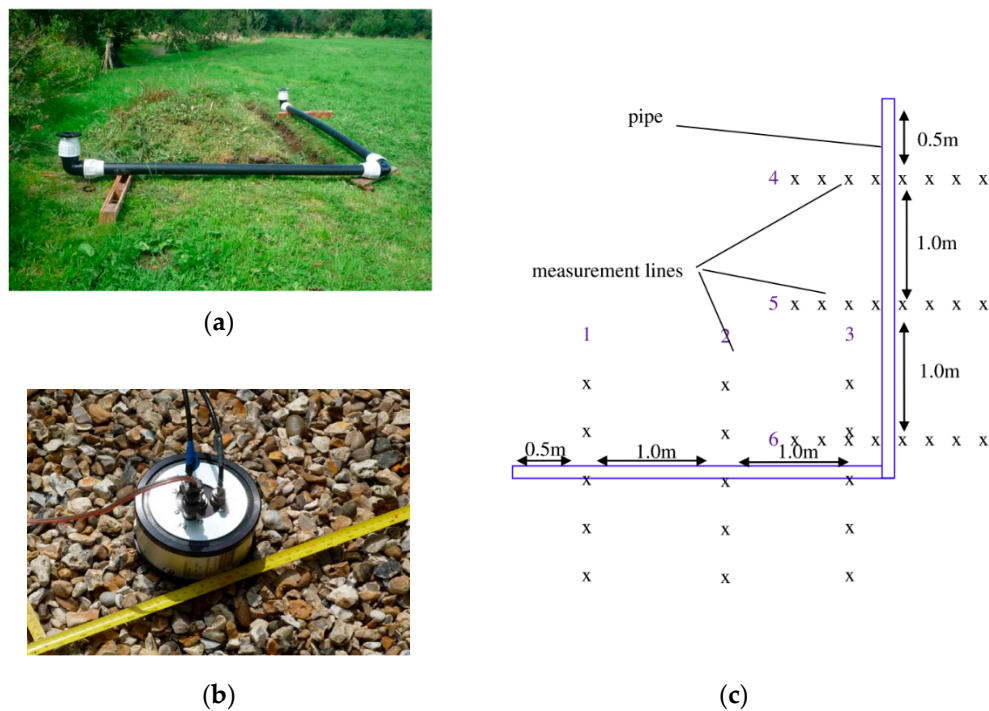 pipe
0.5m
4 x x x x x x x x
1.0m
measurement lines
5 x x x x x x x x
1 2 3
1.0m
x x x
x x x
6 x x x x x x x x
0.5m 1.0m 1.0m
x x x
x x x
x x x
(a)
(b)
(c)